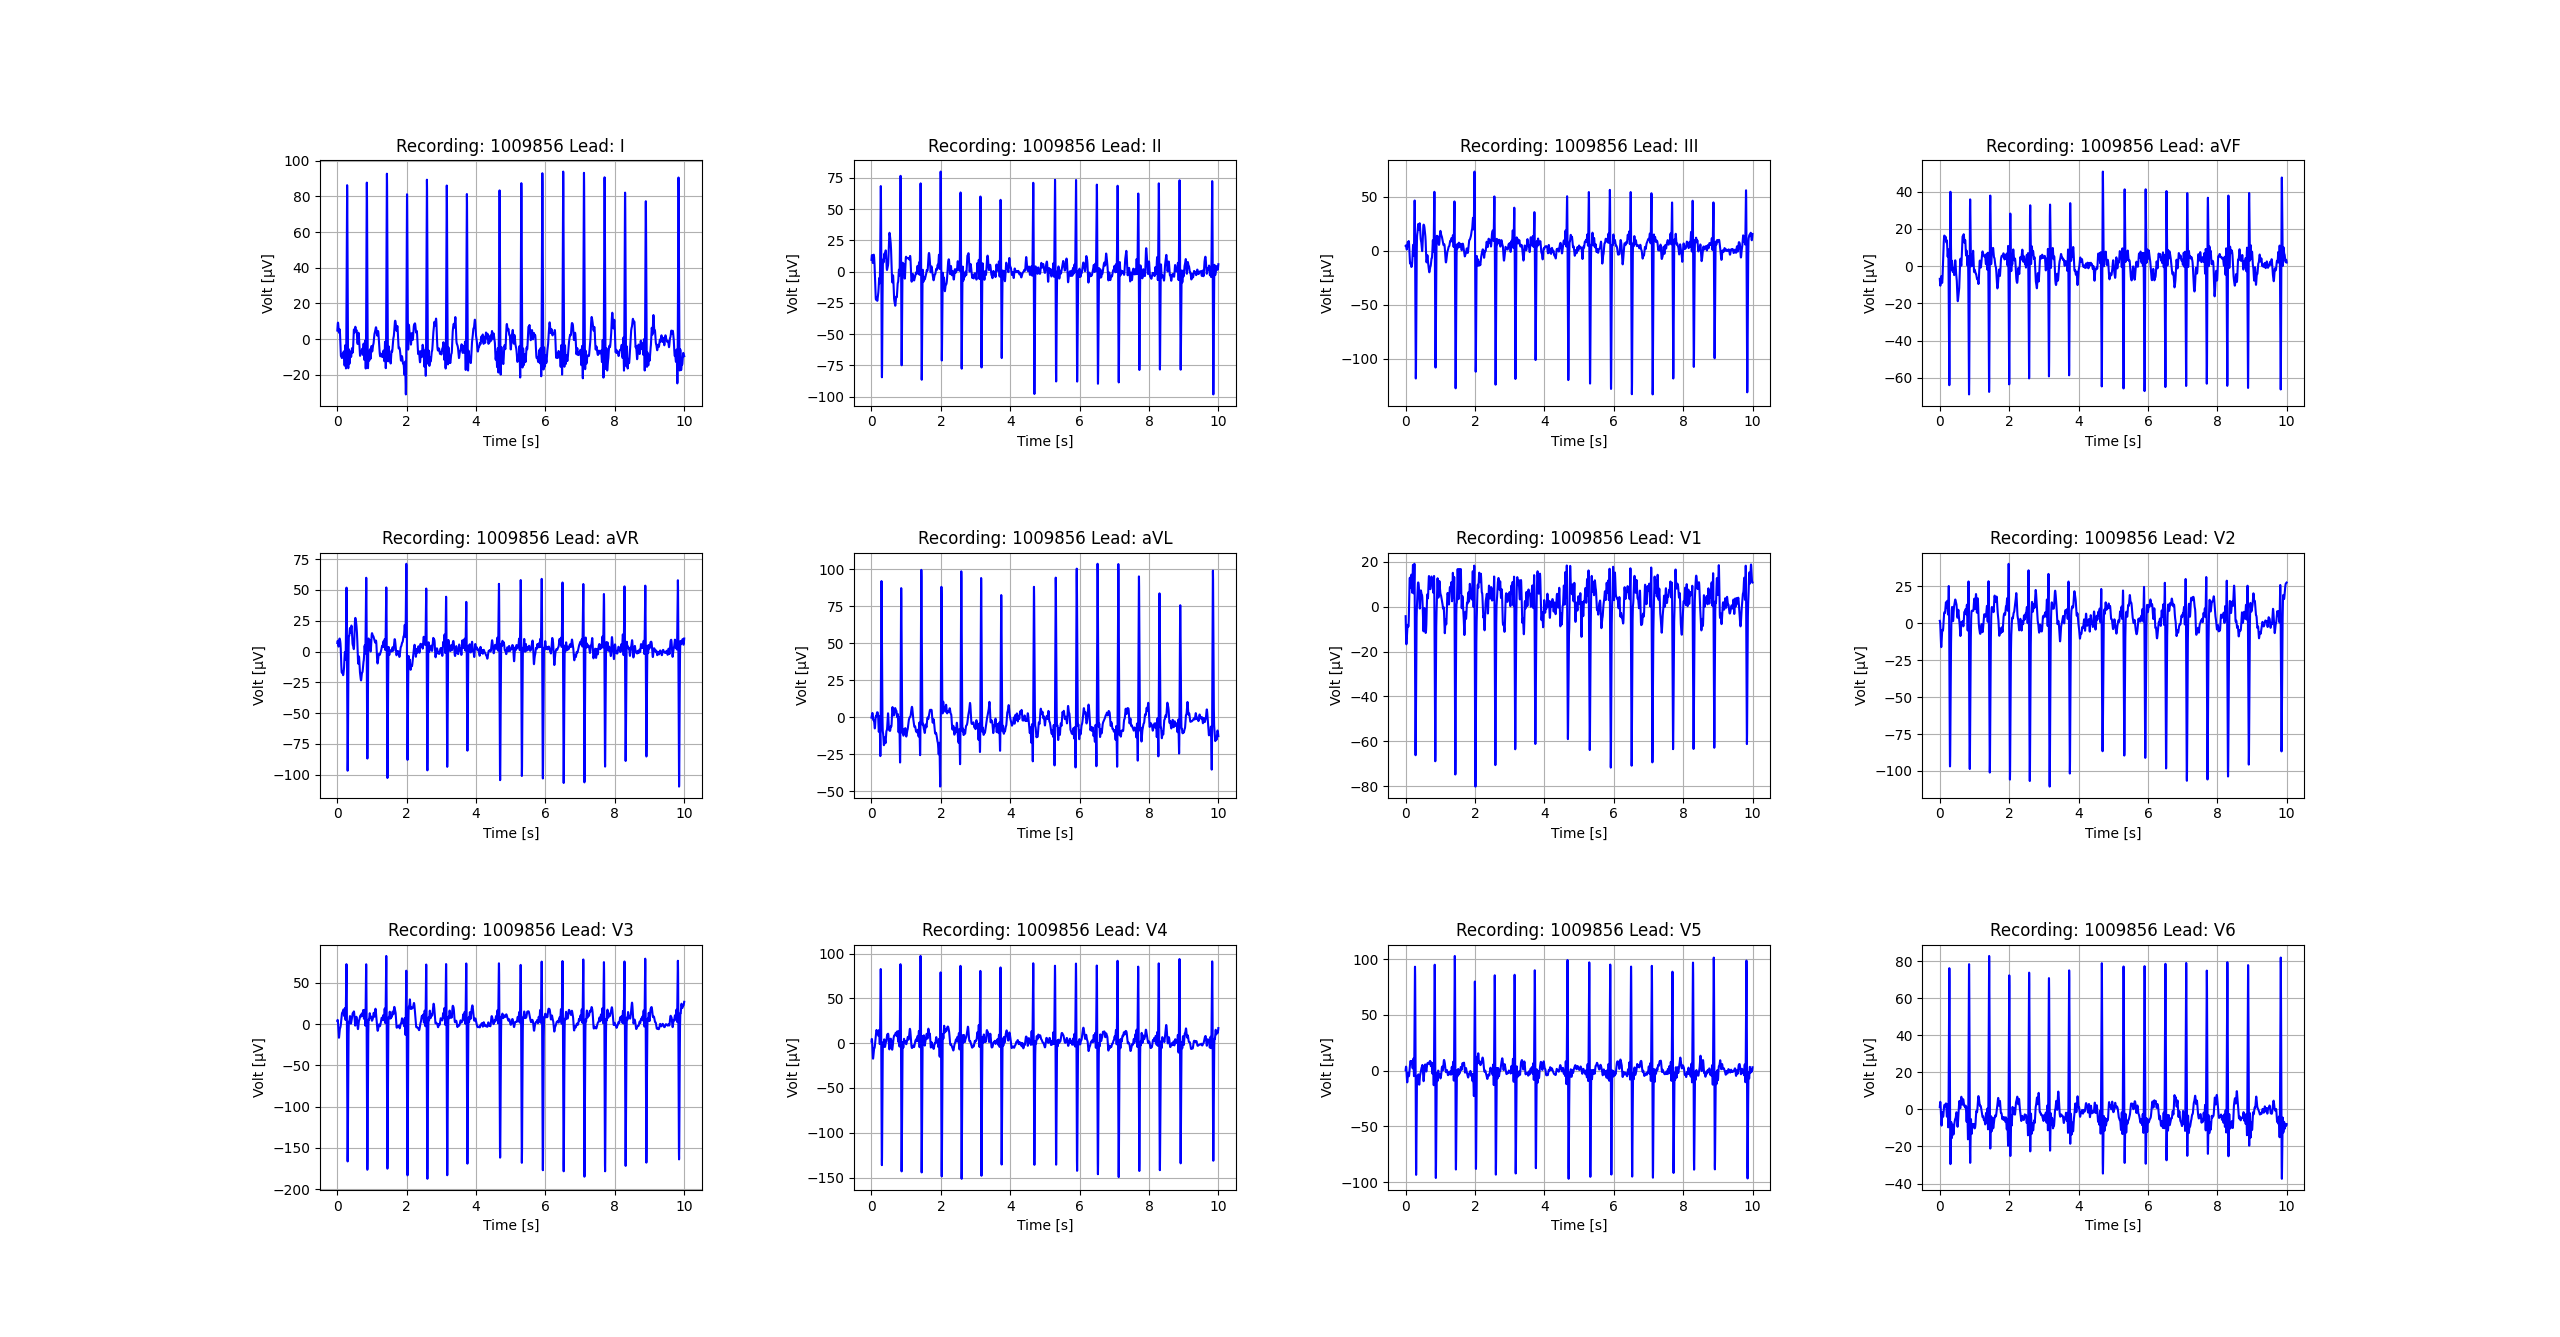 Recording: 1009856 Lead: I
100
80
60
40
20
0
−20
Volt [µV]
0 2 4 6 8 10
Time [s]
Recording: 1009856 Lead: II
75
50
25
0
−25
−50
−75
−100
Volt [µV]
0 2 4 6 8 10
Time [s]
Recording: 1009856 Lead: III
50
0
−50
−100
Volt [µV]
0 2 4 6 8 10
Time [s]
Recording: 1009856 Lead: aVF
40
20
0
−20
−40
−60
Volt [µV]
0 2 4 6 8 10
Time [s]
Recording: 1009856 Lead: aVR
75
50
25
0
−25
−50
−75
−100
Volt [µV]
0 2 4 6 8 10
Time [s]
Recording: 1009856 Lead: aVL
100
75
50
25
0
−25
−50
Volt [µV]
0 2 4 6 8 10
Time [s]
Recording: 1009856 Lead: V1
20
0
−20
−40
−60
−80
Volt [µV]
0 2 4 6 8 10
Time [s]
Recording: 1009856 Lead: V2
25
0
−25
−50
−75
−100
Volt [µV]
0 2 4 6 8 10
Time [s]
Recording: 1009856 Lead: V3
50
0
−50
−100
−150
−200
Volt [µV]
0 2 4 6 8 10
Time [s]
Recording: 1009856 Lead: V4
100
50
0
−50
−100
−150
Volt [µV]
0 2 4 6 8 10
Time [s]
Recording: 1009856 Lead: V5
100
50
0
−50
−100
Volt [µV]
0 2 4 6 8 10
Time [s]
Recording: 1009856 Lead: V6
80
60
40
20
0
−20
−40
Volt [µV]
0 2 4 6 8 10
Time [s]